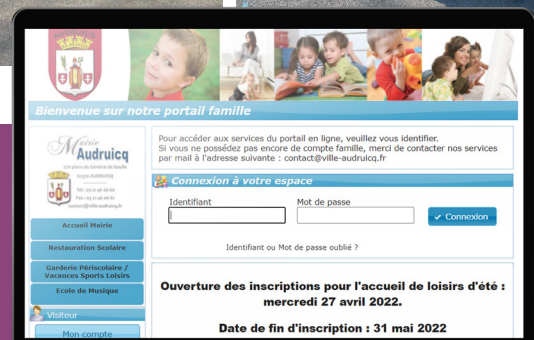 Bienvenue sur notre portail famille
Mairie
Audruicq
Pour accéder aux services du portail en ligne, veuillez vous identifier.
Si vous ne possédez pas encore de compte famille, merci de contacter nos services
par mail à l'adresse suivante : contact@ville-audruicq.fr
Connexion à votre espace
Identifiant
Mot de passe
Connexion
Identifiant ou Mot de passe oublié ?
Accueil Mairie
Restauration Scolaire
Garderie Périscolaire /
Vacances Sports Loisirs
Ecole de Musique
Visiteur
Mon compte
Ouverture des inscriptions pour l'accueil de loisirs d'été :
mercredi 27 avril 2022.
Date de fin d'inscription : 31 mai 2022